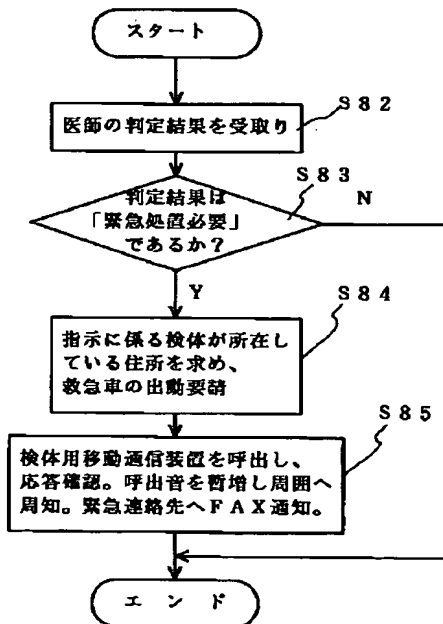 スタート
S82
医師の判定結果を受取り
S83
判定結果は
「緊急処置必要」
であるか？
N
Y
S84
指示に係る検体が所在し
ている住所を求め、
救急車の出動要請
S85
検体用移動通信装置を呼出し、
応答確認。呼出音を暫増し周囲へ
周知。緊急連絡先へＦＡＸ通知。
エンド